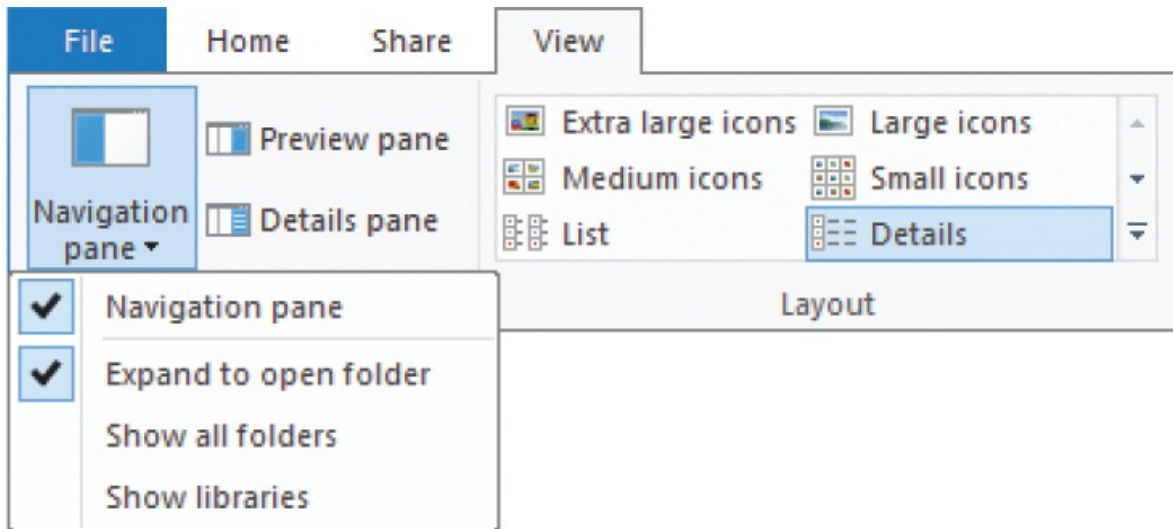 File Home Share View
Navigation
pane
Preview pane
Details pane
Extra large icons Large icons
Medium icons Small icons
List Details
Layout
Navigation pane
Expand to open folder
Show all folders
Show libraries